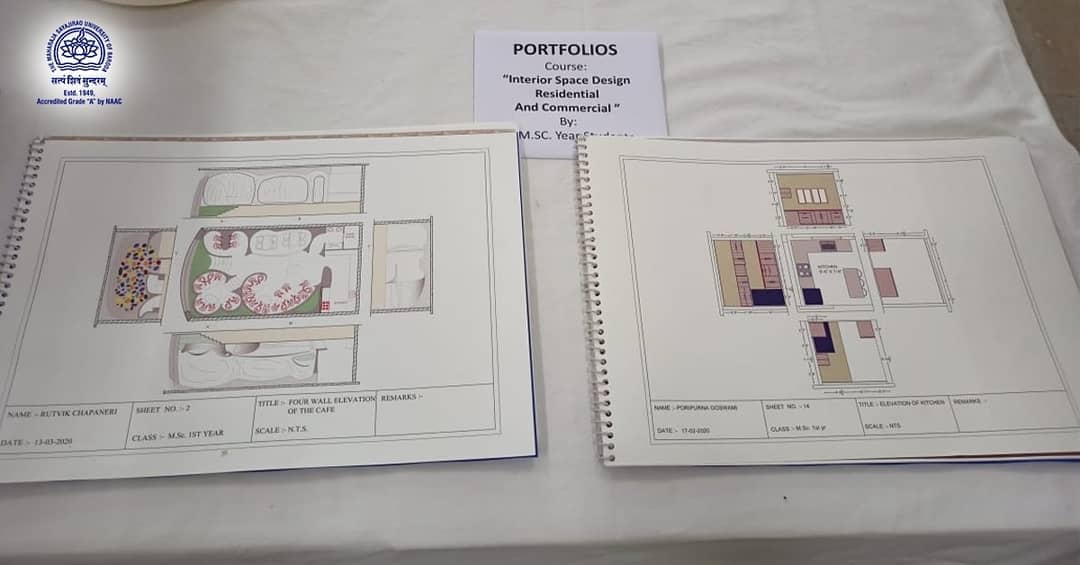 THE MAHARAJA SAYAJIRAO UNIVERSITY OF BARODA
सत्यं शिवं सुन्दरम्
Estd. 1949,
Accredited Grade "A" by NAAC
PORTFOLIOS
Course:
"Interior Space Design
Residential
And Commercial "
By:
M.SC. Year Students
NAME :- RUTVIK CHAPANERI
DATE :- 13-03-2020
SHEET NO. :- 2
CLASS :- M.Sc. 1ST YEAR
TITLE :- FOUR WALL ELEVATION
OF THE CAFE
SCALE :- N.T.S.
REMARKS :-
KITCHEN
NAME :- PORIPURNA GOSWAMI
DATE :- 17-02-2020
SHEET NO. :- 14
CLASS :- M.Sc. 1st yr
TITLE :- ELEVATION OF KITCHEN
SCALE :- NTS
REMARKS :-